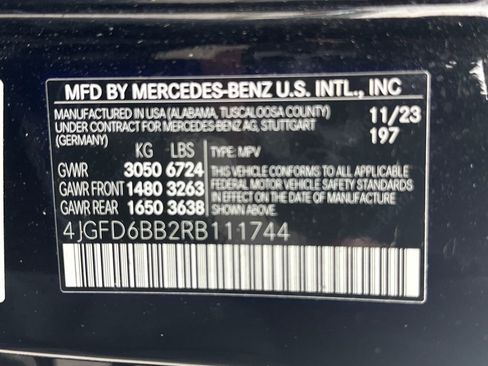 MFD BY MERCEDES-BENZ U.S. INTL., INC
MANUFACTURED IN USA (ALABAMA, TUSCALOOSA COUNTY) 11/23
UNDER CONTRACT FOR MERCEDES-BENZ AG, STUTTGART 197
(GERMANY)
KG LBS TYPE: MPV
GVWR 3050 6724 THIS VEHICLE CONFORMS TO ALL APPLICABLE
GAWR FRONT 1480 3263 FEDERAL MOTOR VEHICLE SAFETY STANDARDS
GAWR REAR 1650 3638 IN EFFECT ON THE DATE OF MANUFACTURE
SHOWN ABOVE.
4JGFD6BB2RB111744